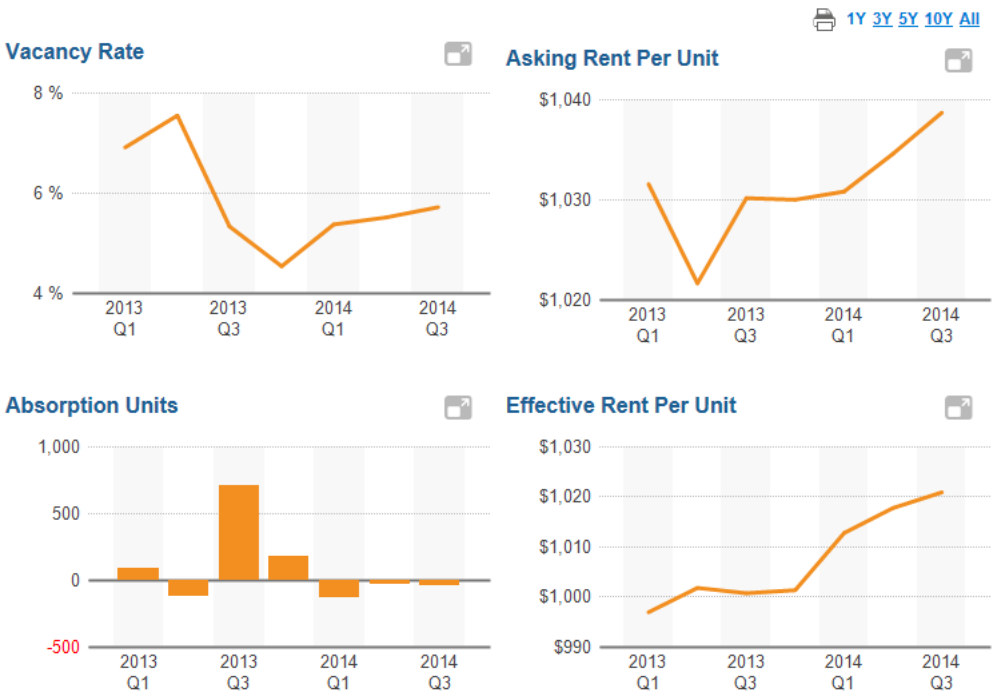 1Y 3Y 5Y 10Y All
Vacancy Rate
8 %
6 %
4 %
2013 2013 2014 2014
Q1 Q3 Q1 Q3
Asking Rent Per Unit
$1,040
$1,030
$1,020
2013 2013 2014 2014
Q1 Q3 Q1 Q3
Absorption Units
1,000
500
0
-500
2013 2013 2014 2014
Q1 Q3 Q1 Q3
Effective Rent Per Unit
$1,030
$1,020
$1,010
$1,000
$990
2013 2013 2014 2014
Q1 Q3 Q1 Q3